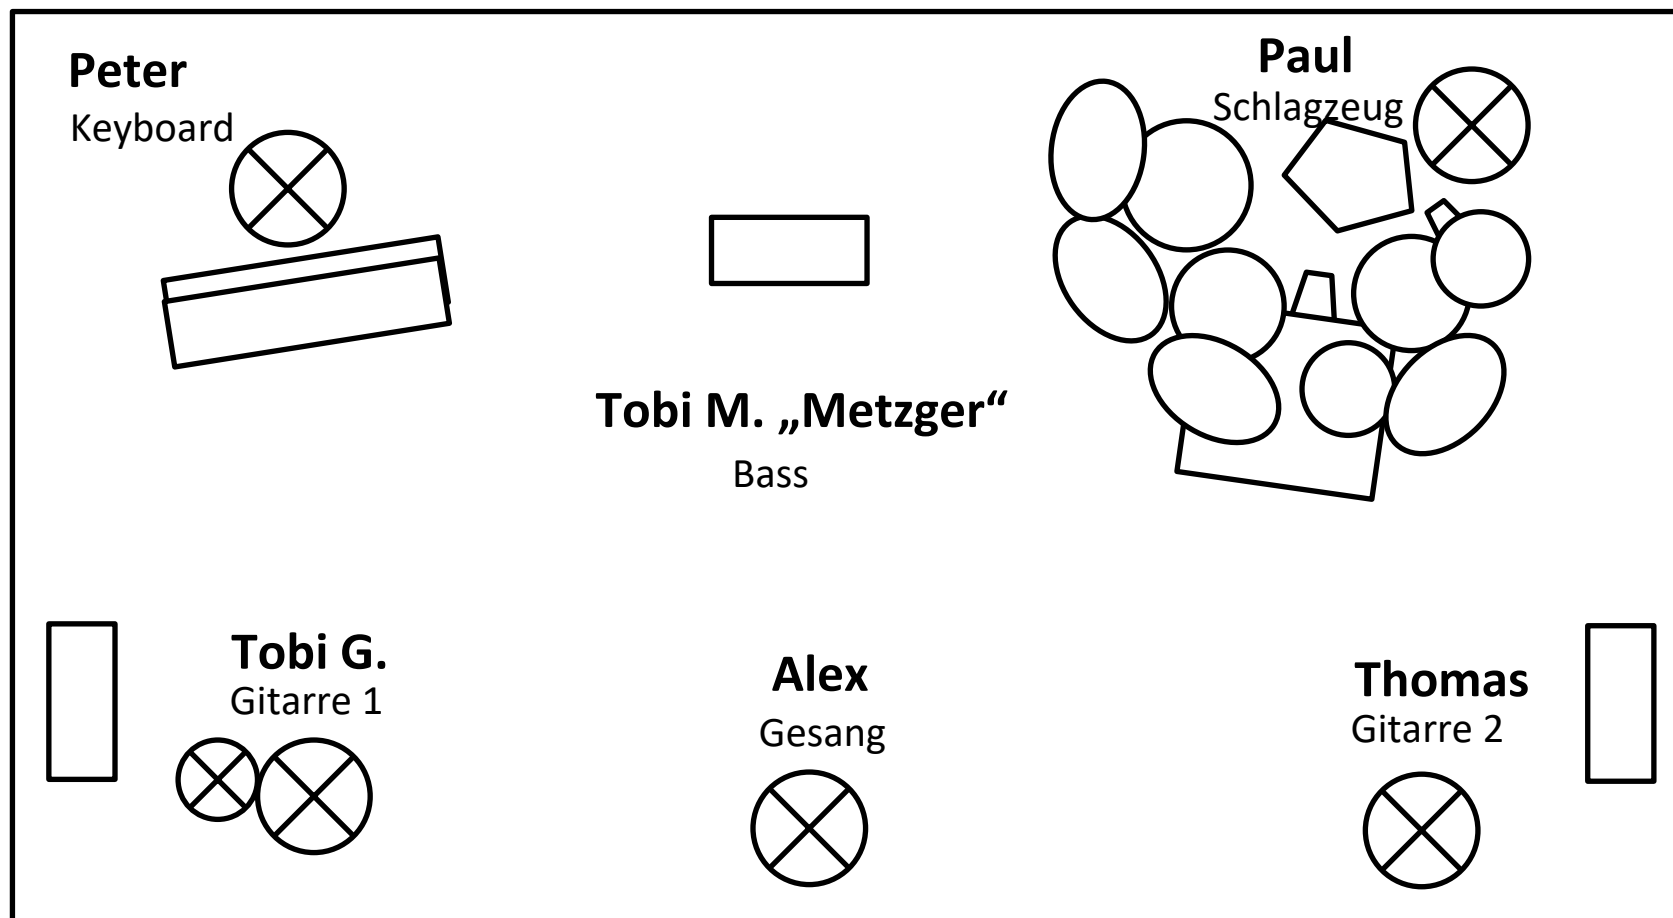 Peter
Keyboard
Paul
Schlagzeug
Tobi M. „Metzger“
Bass
Tobi G.
Gitarre 1
Alex
Gesang
Thomas
Gitarre 2